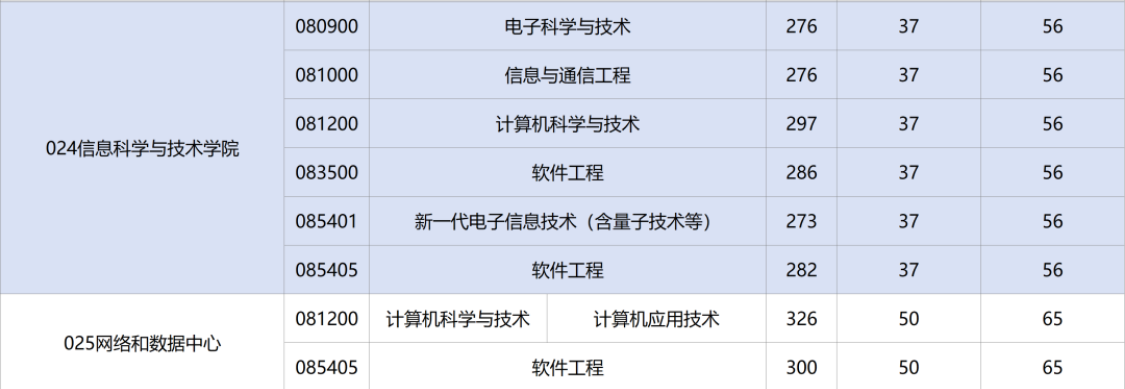 080900 电子科学与技术 276 37 56
081000 信息与通信工程 276 37 56
081200 计算机科学与技术 297 37 56
024信息科学与技术学院
083500 软件工程 286 37 56
085401 新一代电子信息技术（含量子技术等） 273 37 56
085405 软件工程 282 37 56
081200 计算机科学与技术 计算机应用技术 326 50 65
025网络和数据中心
085405 软件工程 300 50 65